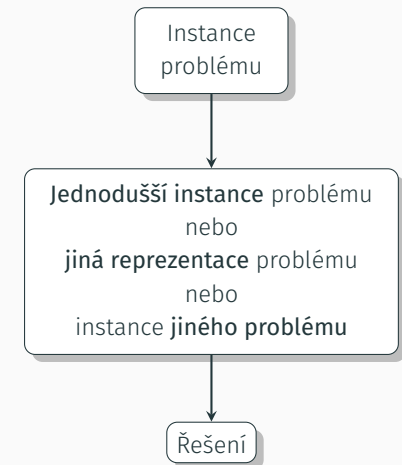 Instance
problému
Jednodušší instance problému
nebo
jiná reprezentace problému
nebo
instance jiného problému
Řešení